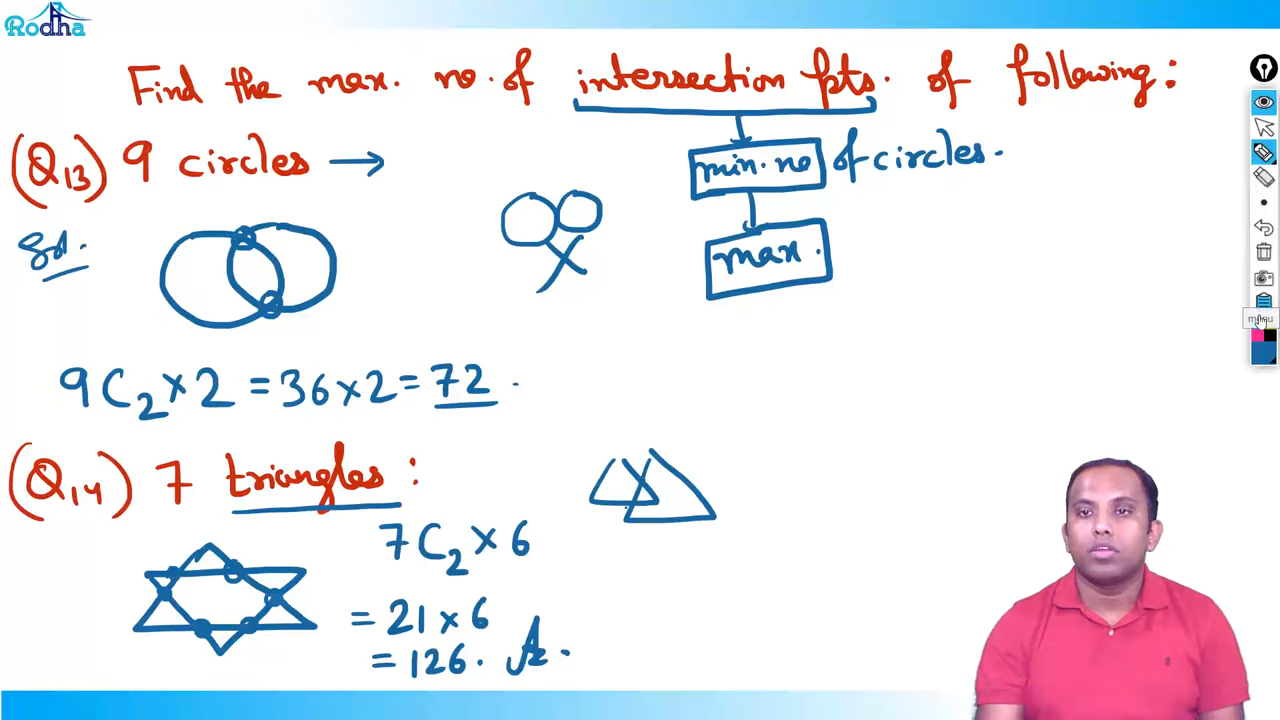 Rodha
Find the max. no. of intersection pts. of following:
(Q13) 9 circles →
min. no of circles.
max.
Sol.
9C2 × 2 = 36 × 2 = 72.
(Q14) 7 triangles:
7C2 × 6
= 21 × 6
= 126.
menu